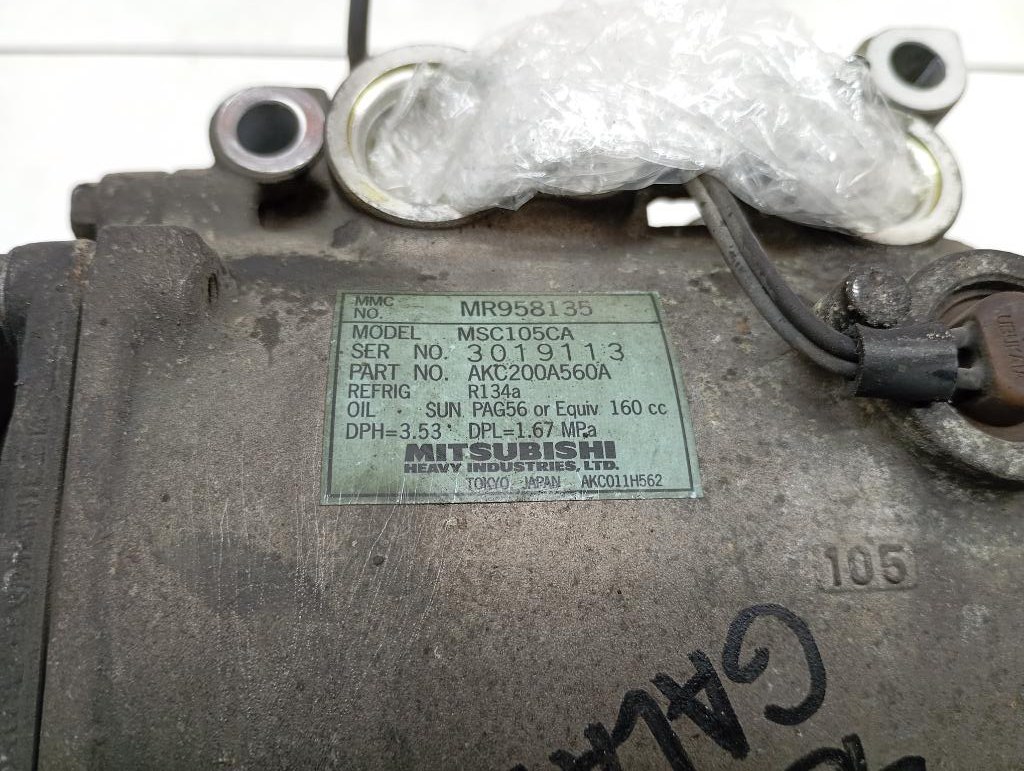 MMC NO. MR958135
MODEL MSC105CA
SER NO. 3019113
PART NO. AKC200A560A
REFRIG R134a
OIL · SUN PAG56 or Equiv 160 cc
DPH=3.53 DPL=1.67 MPa
MITSUBISHI
HEAVY INDUSTRIES, LTD.
TOKYO JAPAN AKC011H562
105